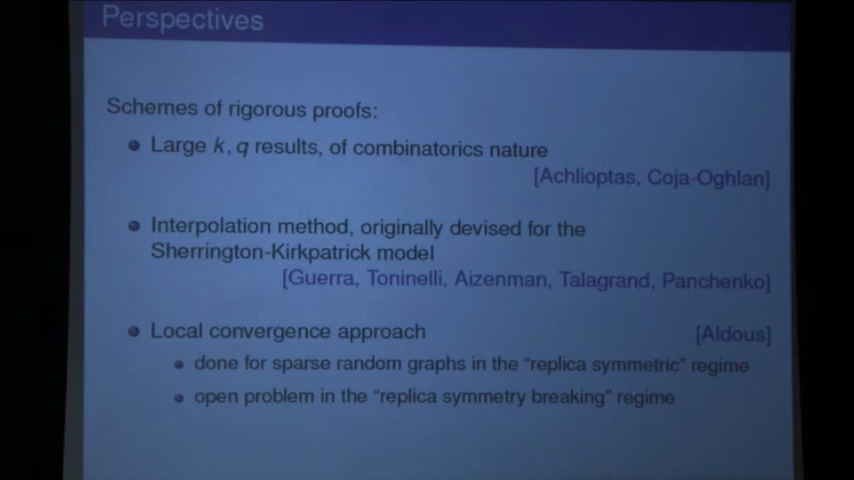 Perspectives
Schemes of rigorous proofs:
Large k, q results, of combinatorics nature
[Achlioptas, Coja-Oghlan]
Interpolation method, originally devised for the
Sherrington-Kirkpatrick model
[Guerra, Toninelli, Aizenman, Talagrand, Panchenko]
Local convergence approach [Aldous]
done for sparse random graphs in the "replica symmetric" regime
open problem in the "replica symmetry breaking" regime